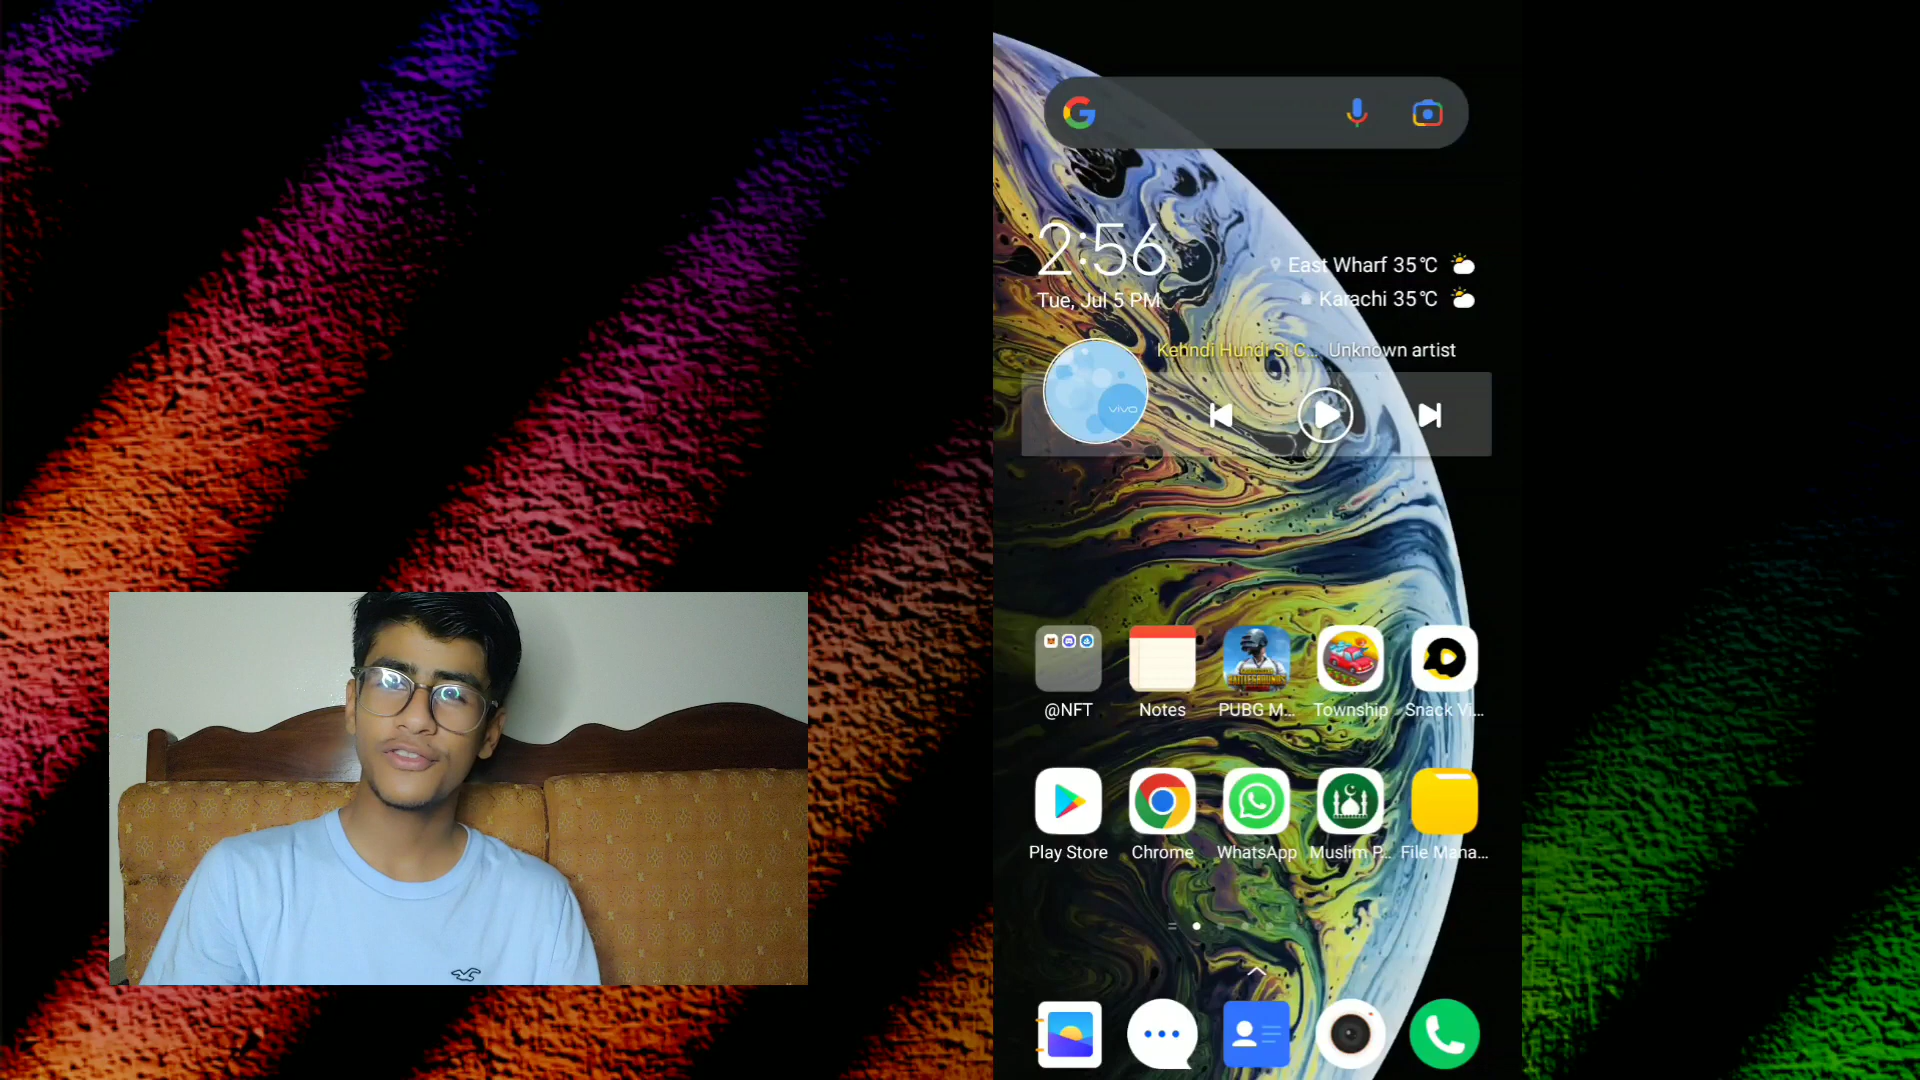 2:56
Tue, Jul 5 PM
East Wharf 35℃
Karachi 35℃
Kehndi Hundi Si C... Unknown artist
vivo
@NFT
Notes
PUBG M...
Township
Snack Vi...
BATTLEGROUNDS
Play Store
Chrome
WhatsApp
Muslim P...
File Mana...